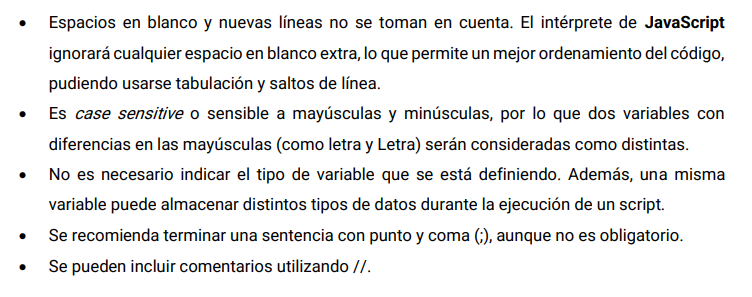 • Espacios en blanco y nuevas líneas no se toman en cuenta. El intérprete de JavaScript
ignorará cualquier espacio en blanco extra, lo que permite un mejor ordenamiento del código,
pudiendo usarse tabulación y saltos de línea.
• Es case sensitive o sensible a mayúsculas y minúsculas, por lo que dos variables con
diferencias en las mayúsculas (como letra y Letra) serán consideradas como distintas.
• No es necesario indicar el tipo de variable que se está definiendo. Además, una misma
variable puede almacenar distintos tipos de datos durante la ejecución de un script.
• Se recomienda terminar una sentencia con punto y coma (;), aunque no es obligatorio.
• Se pueden incluir comentarios utilizando //.